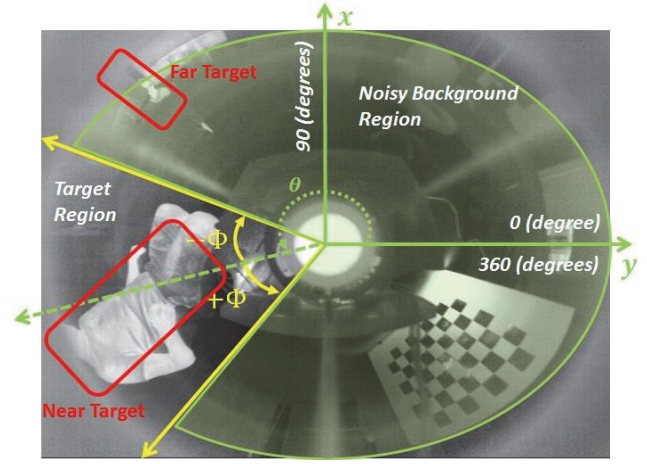 x
Far Target
90 (degrees)
Noisy Background
Region
θ
Target
Region
0 (degree)
−Φ
360 (degrees)
y
+Φ
Near Target